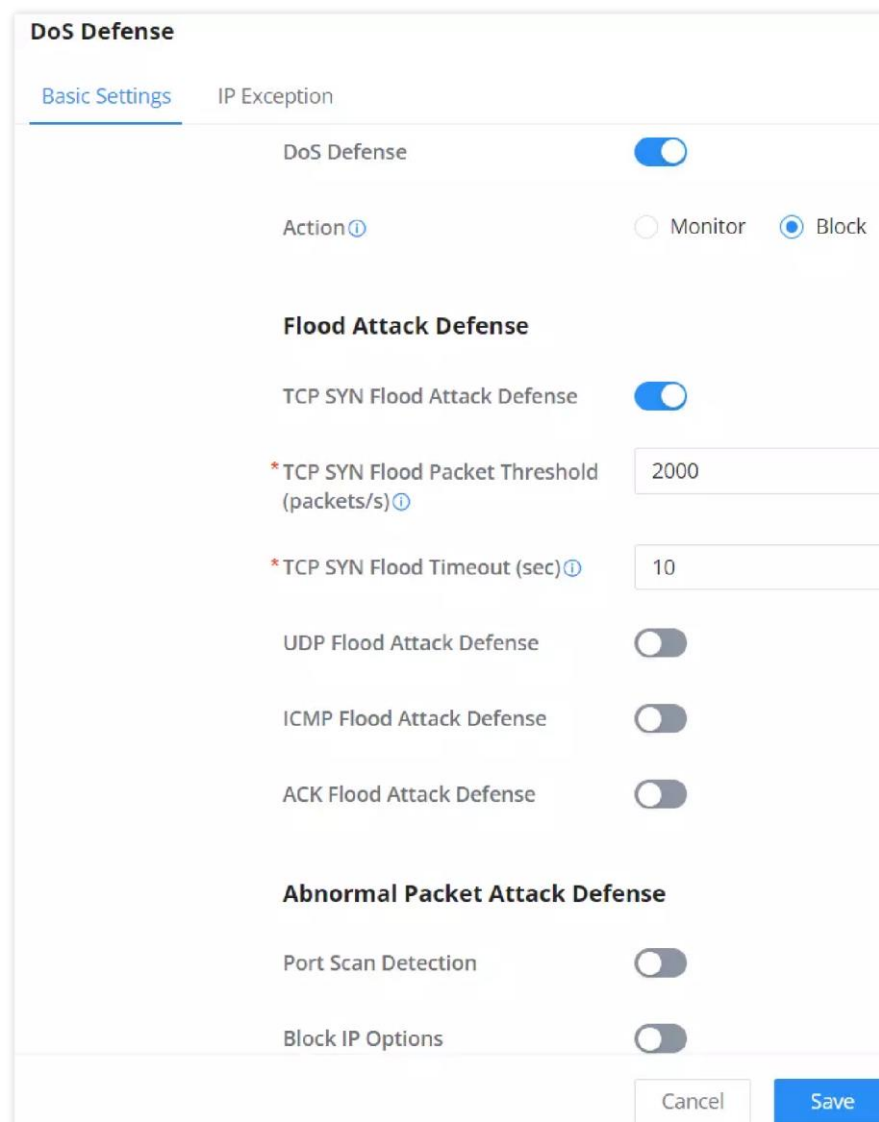 DoS Defense
Basic Settings IP Exception
DoS Defense
Action Monitor Block
Flood Attack Defense
TCP SYN Flood Attack Defense
*TCP SYN Flood Packet Threshold
(packets/s) 2000
*TCP SYN Flood Timeout (sec) 10
UDP Flood Attack Defense
ICMP Flood Attack Defense
ACK Flood Attack Defense
Abnormal Packet Attack Defense
Port Scan Detection
Block IP Options
Cancel Save